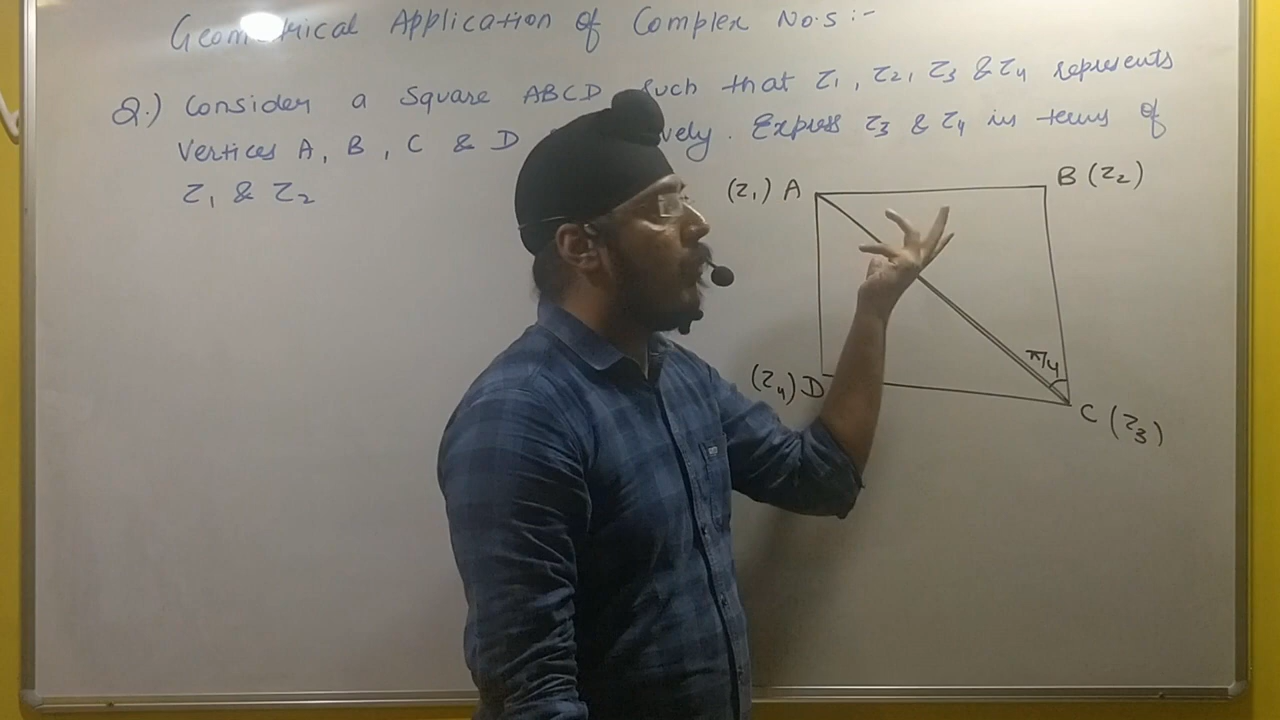 Geometrical Application of Complex No.s :-
Q.) Consider a square ABCD such that z1, z2, z3 & z4 represents
vertices A, B, C & D vely. Express z3 & z4 in terms of
z1 & z2
(z1) A
B (z2)
π/4
(z4) D
C (z3)